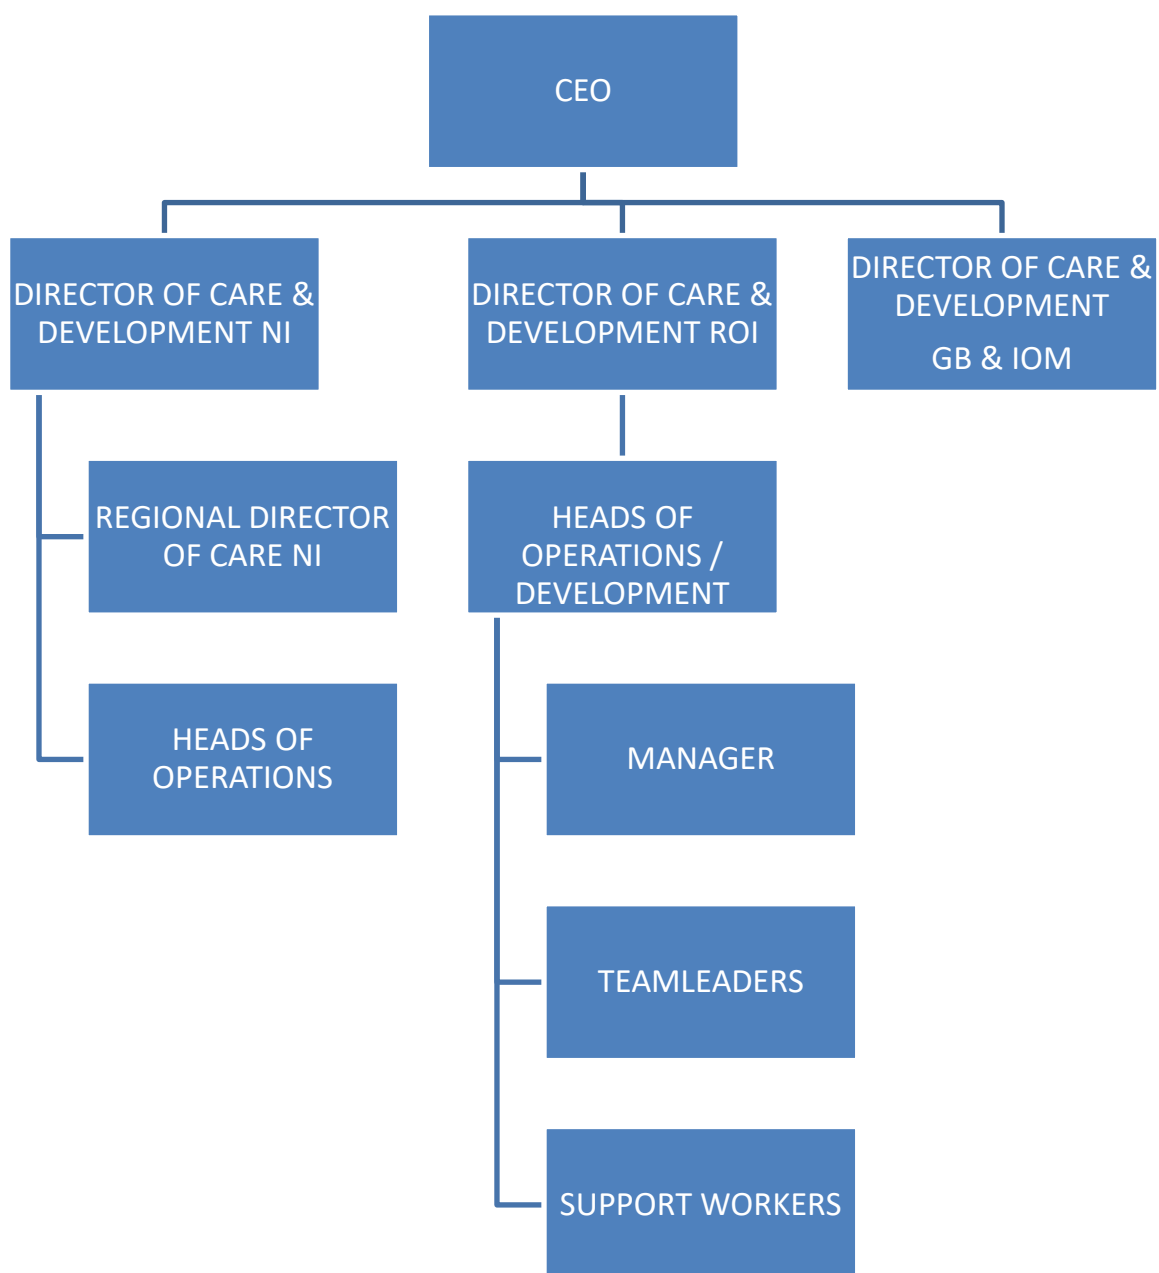 CEO
DIRECTOR OF CARE &
DEVELOPMENT NI
DIRECTOR OF CARE &
DEVELOPMENT ROI
DIRECTOR OF CARE &
DEVELOPMENT
GB & IOM
REGIONAL DIRECTOR
OF CARE NI
HEADS OF
OPERATIONS /
DEVELOPMENT
HEADS OF
OPERATIONS
MANAGER
TEAMLEADERS
SUPPORT WORKERS